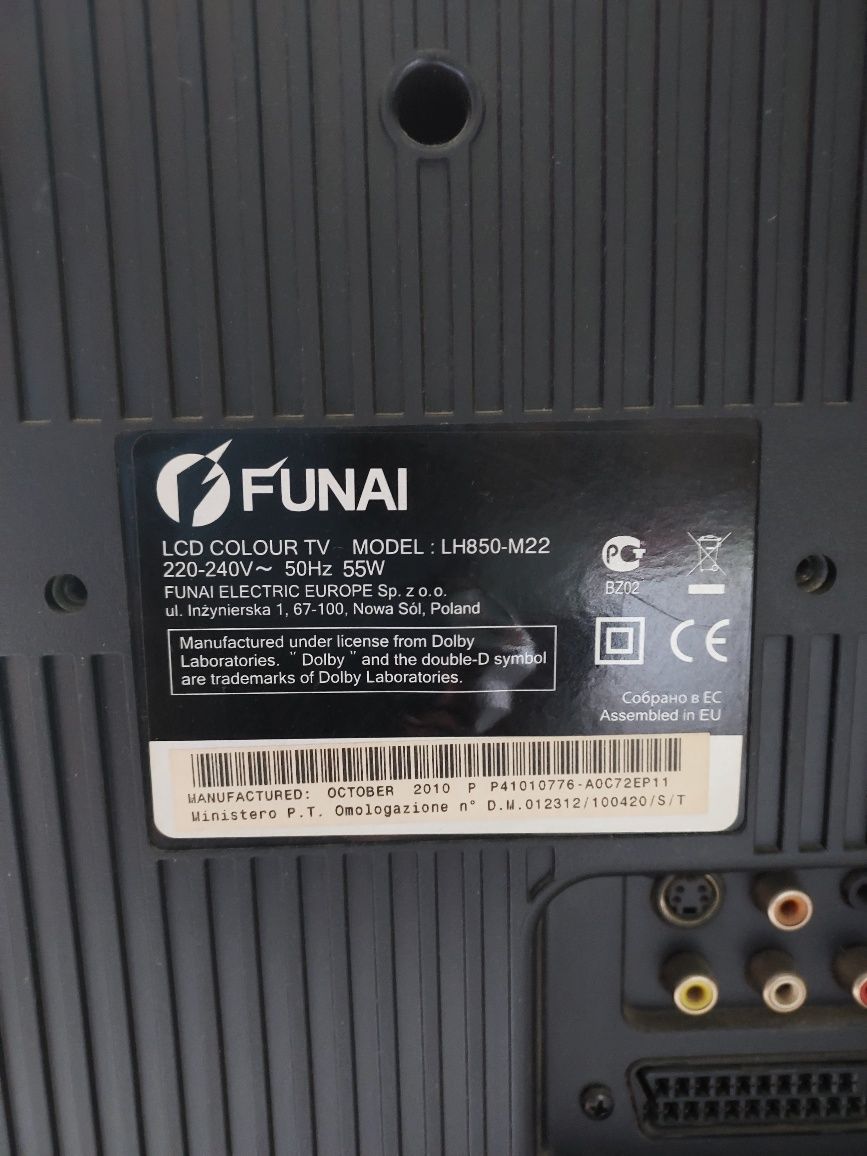 FUNAI
LCD COLOUR TV MODEL : LH850-M22
220-240V~ 50Hz 55W
FUNAI ELECTRIC EUROPE Sp. z o.o.
ul. Inżynierska 1, 67-100, Nowa Sól, Poland
Manufactured under license from Dolby
Laboratories. " Dolby " and the double-D symbol
are trademarks of Dolby Laboratories.
PCT
BZ02
CE
Собрано в ЕС
Assembled in EU
MANUFACTURED: OCTOBER 2010 P P41010776-A0C72EP11
Ministero P.T. Omologazione n° D.M.012312/100420/S/T